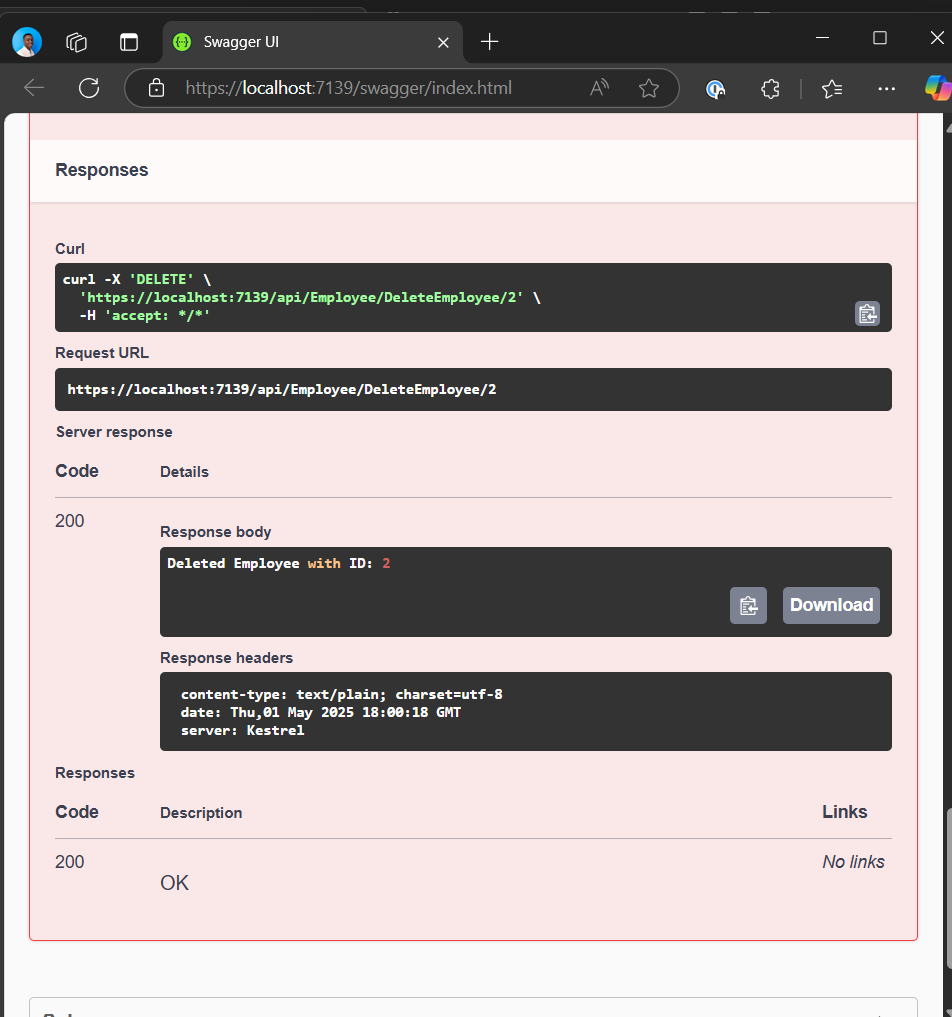 Swagger UI
https://localhost:7139/swagger/index.html
Responses
Curl
curl -X 'DELETE' \
'https://localhost:7139/api/Employee/DeleteEmployee/2' \
-H 'accept: */*'
Request URL
https://localhost:7139/api/Employee/DeleteEmployee/2
Server response
Code Details
200
Response body
Deleted Employee with ID: 2
Download
Response headers
content-type: text/plain; charset=utf-8
date: Thu,01 May 2025 18:00:18 GMT
server: Kestrel
Responses
Code Description Links
200 No links
OK